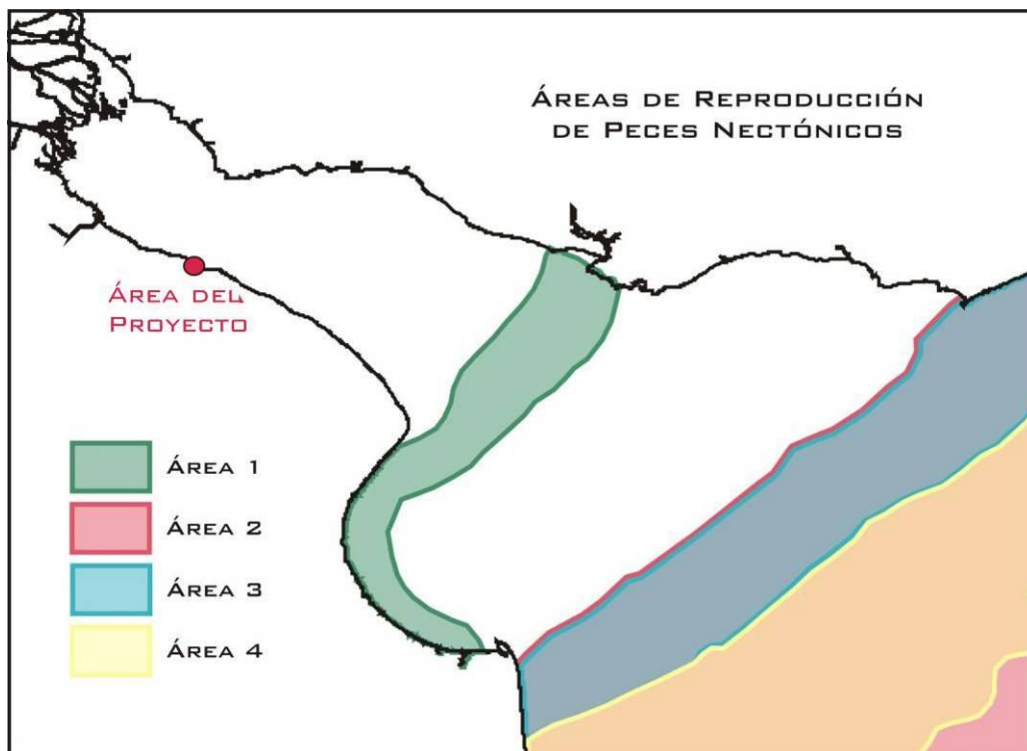 ÁREAS DE REPRODUCCIÓN
DE PECES NECTÓNICOS
ÁREA DEL
PROYECTO
ÁREA 1
ÁREA 2
ÁREA 3
ÁREA 4